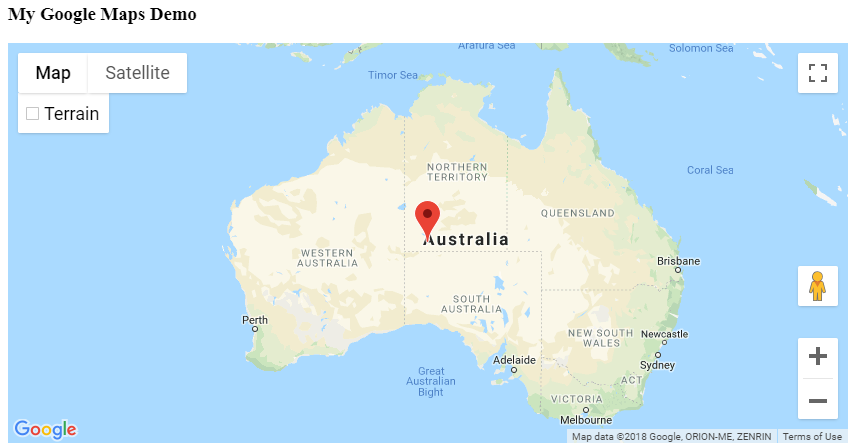 My Google Maps Demo
Arafura Sea
Solomon Sea
Map
Satellite
Timor Sea
Terrain
NORTHERN
TERRITORY
Coral Sea
QUEENSLAND
Australia
WESTERN
AUSTRALIA
Brisbane
SOUTH
AUSTRALIA
Perth
NEW SOUTH
WALES
Newcastle
Adelaide
Sydney
Great
Australian
Bight
ACT
VICTORIA
Melbourne
Google
Map data ©2018 Google, ORION-ME, ZENRIN
Terms of Use